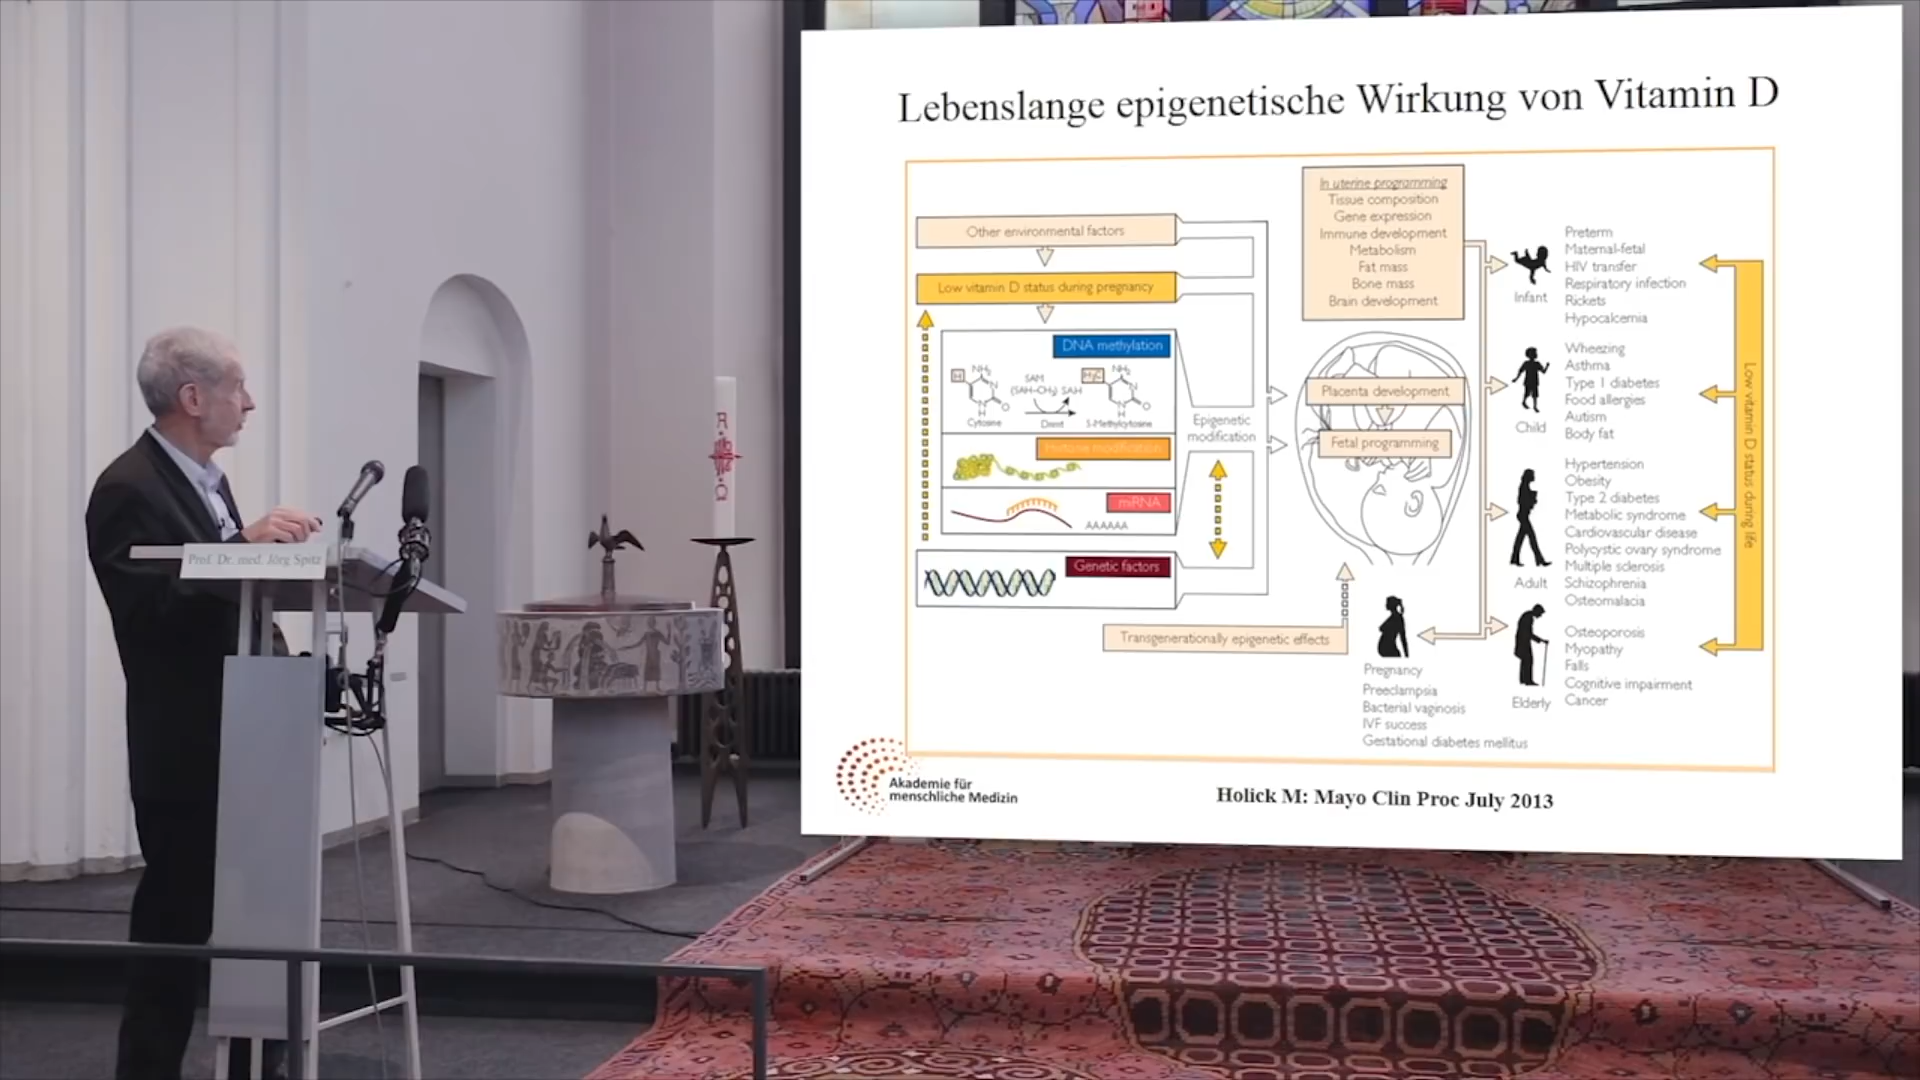 Lebenslange epigenetische Wirkung von Vitamin D
Other environmental factors
Low vitamin D status during pregnancy
DNA methylation
H
NH2
N
N
H
O
Cytosine
SAM
(SAH-CH3) SAH
Dnmt
H3C
NH2
N
N
H
O
5-Methylcytosine
Histone modification
miRNA
AAAAAA
Genetic factors
Epigenetic
modification
Transgenerationally epigenetic effects
In uterine programming
Tissue composition
Gene expression
Immune development
Metabolism
Fat mass
Bone mass
Brain development
Placenta development
Fetal programming
Infant
Preterm
Maternal-fetal
HIV transfer
Respiratory infection
Rickets
Hypocalcemia
Child
Wheezing
Asthma
Type 1 diabetes
Food allergies
Autism
Body fat
Adult
Hypertension
Obesity
Type 2 diabetes
Metabolic syndrome
Cardiovascular disease
Polycystic ovary syndrome
Multiple sclerosis
Schizophrenia
Osteomalacia
Elderly
Osteoporosis
Myopathy
Falls
Cognitive impairment
Cancer
Pregnancy
Preeclampsia
Bacterial vaginosis
IVF success
Gestational diabetes mellitus
Low vitamin D status during life
Akademie für
menschliche Medizin
Holick M: Mayo Clin Proc July 2013
Prof. Dr. med. Jörg Spitz
Α
Ω